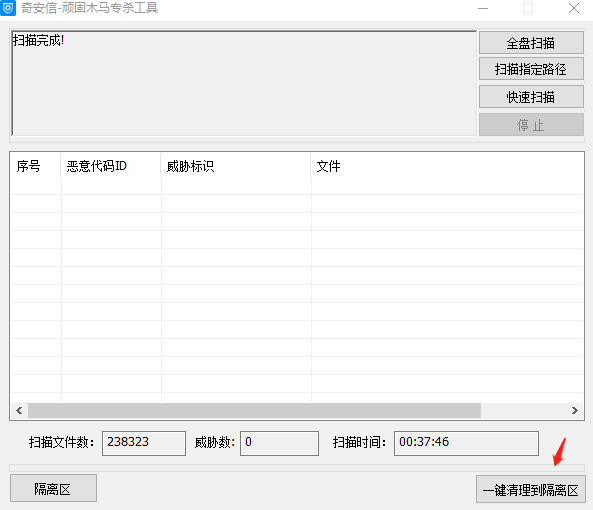 奇安信-顽固木马专杀工具
扫描完成!
全盘扫描
扫描指定路径
快速扫描
停 止
序号 恶意代码ID 威胁标识 文件
扫描文件数: 238323 威胁数: 0 扫描时间: 00:37:46
隔离区 一键清理到隔离区